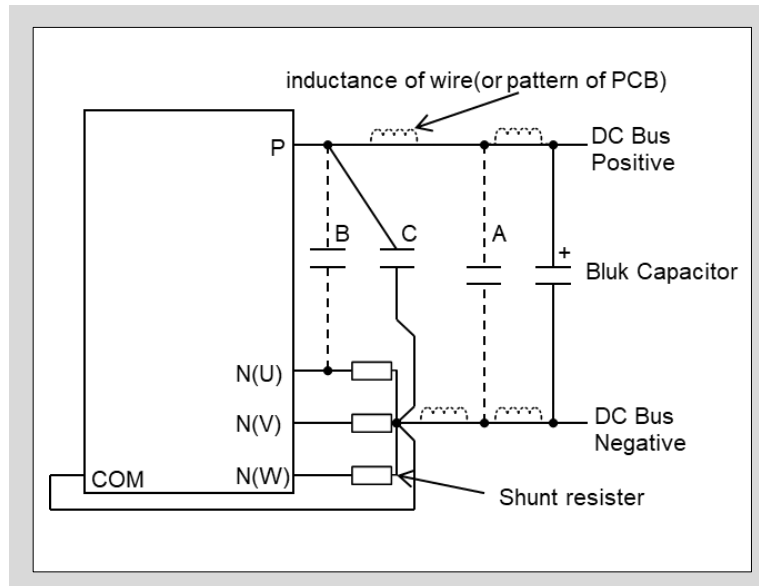 inductance of wire(or pattern of PCB)
P
DC Bus
Positive
B
C
A
+
Bluk Capacitor
N(U)
N(V)
DC Bus
Negative
COM
N(W)
Shunt resister